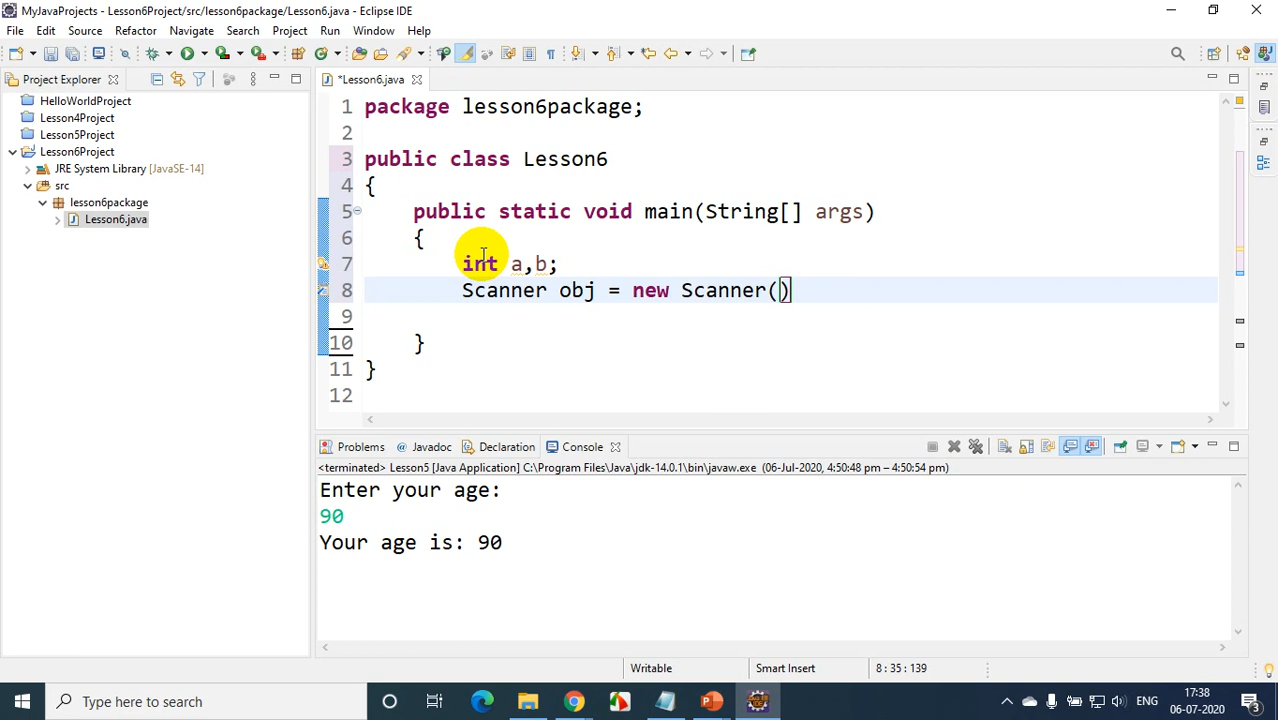 MyJavaProjects - Lesson6Project/src/lesson6package/Lesson6.java - Eclipse IDE
File Edit Source Refactor Navigate Search Project Run Window Help
Project Explorer
HelloWorldProject
Lesson4Project
Lesson5Project
Lesson6Project
JRE System Library [JavaSE-14]
src
lesson6package
Lesson6.java
*Lesson6.java
1 package lesson6package;
2
3 public class Lesson6
4 {
5 public static void main(String[] args)
6 {
7 int a,b;
8 Scanner obj = new Scanner()
9
10 }
11 }
12
Problems Javadoc Declaration Console
<terminated> Lesson5 [Java Application] C:\Program Files\Java\jdk-14.0.1\bin\javaw.exe (06-Jul-2020, 4:50:48 pm – 4:50:54 pm)
Enter your age:
90
Your age is: 90
Writable Smart Insert 8 : 35 : 139
Type here to search
ENG
17:38
06-07-2020
3